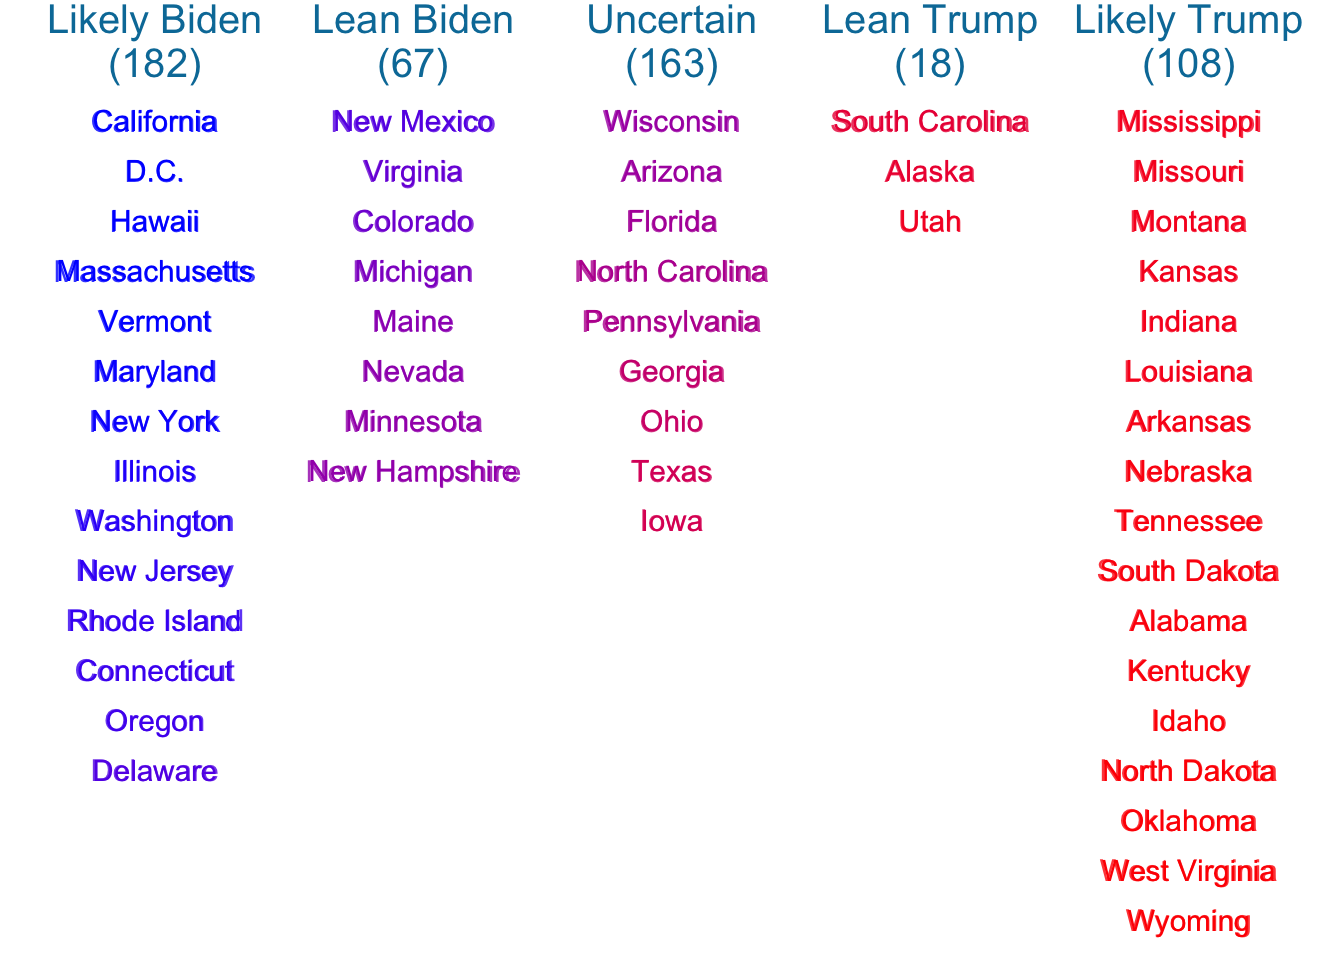 Likely Biden
(182)
California
D.C.
Hawaii
Massachusetts
Vermont
Maryland
New York
Illinois
Washington
New Jersey
Rhode Island
Connecticut
Oregon
Delaware
Lean Biden
(67)
New Mexico
Virginia
Colorado
Michigan
Maine
Nevada
Minnesota
New Hampshire
Uncertain
(163)
Wisconsin
Arizona
Florida
North Carolina
Pennsylvania
Georgia
Ohio
Texas
Iowa
Lean Trump
(18)
South Carolina
Alaska
Utah
Likely Trump
(108)
Mississippi
Missouri
Montana
Kansas
Indiana
Louisiana
Arkansas
Nebraska
Tennessee
South Dakota
Alabama
Kentucky
Idaho
North Dakota
Oklahoma
West Virginia
Wyoming